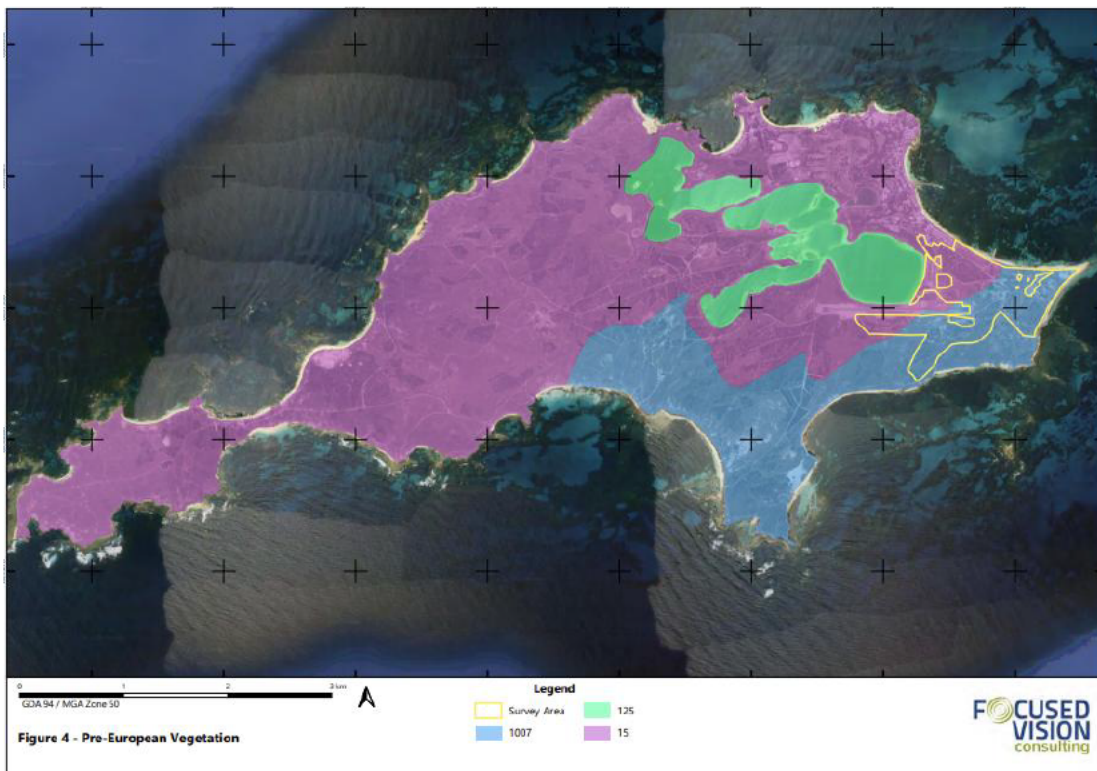 0 1 2 3 km
GDA 94 / MGA Zone 50
Legend
Survey Area 125
1007 15
Figure 4 - Pre-European Vegetation
FOCUSED
VISION
consulting